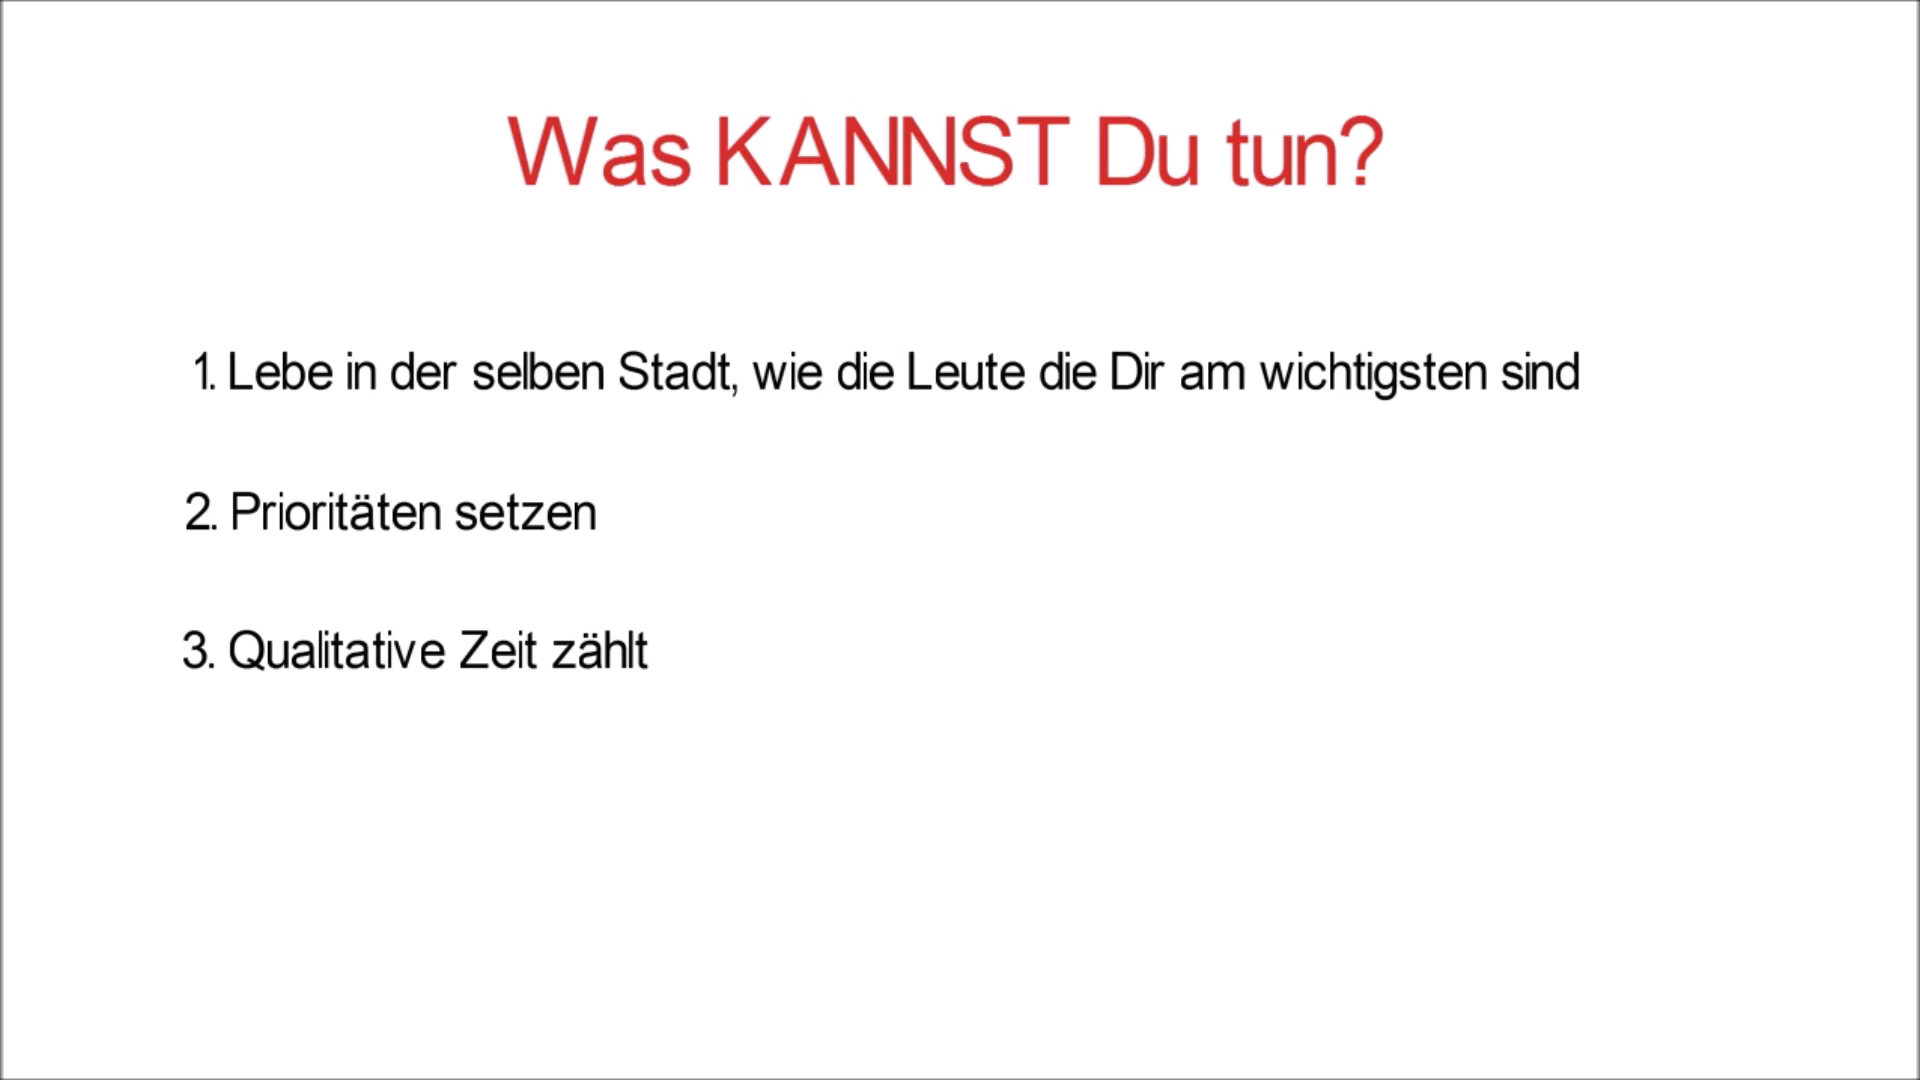 Was KANNST Du tun?
1. Lebe in der selben Stadt, wie die Leute die Dir am wichtigsten sind
2. Prioritäten setzen
3. Qualitative Zeit zählt